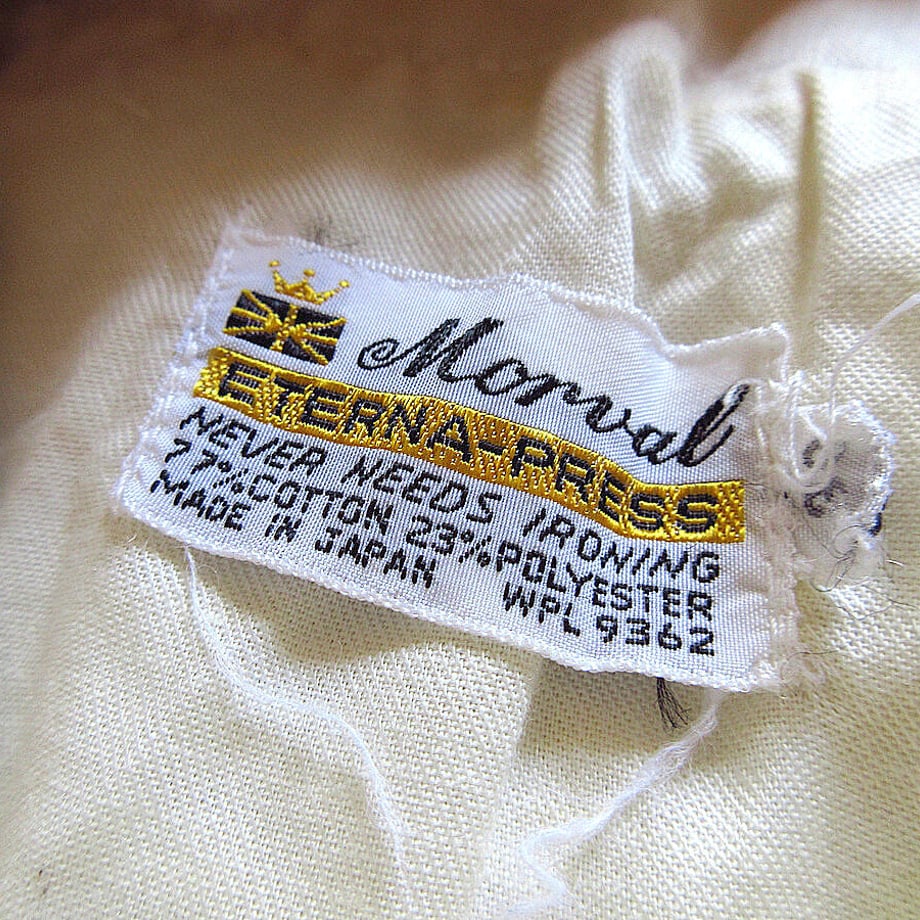 Morval
ETERNA-PRESS
NEVER NEEDS IRONING
77% COTTON 23% POLYESTER
MADE IN JAPAN WPL 9362